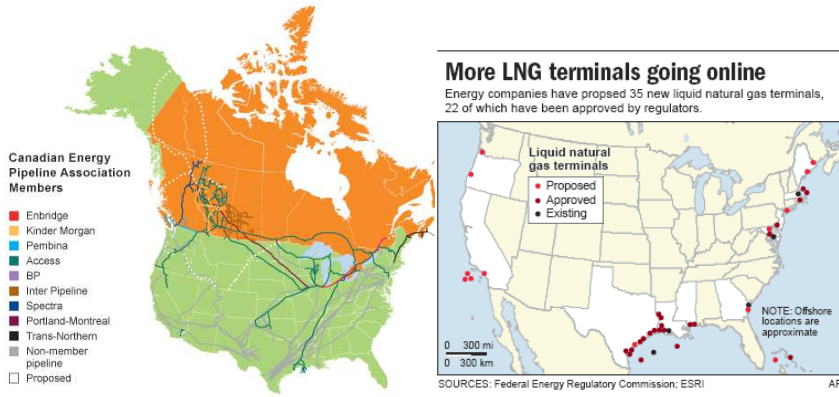 Canadian Energy
Pipeline Association
Members
Enbridge
Kinder Morgan
Pembina
Access
BP
Inter Pipeline
Spectra
Portland-Montreal
Trans-Northern
Non-member
pipeline
Proposed
More LNG terminals going online
Energy companies have propsed 35 new liquid natural gas terminals,
22 of which have been approved by regulators.
Liquid natural
gas terminals
Proposed
Approved
Existing
NOTE: Offshore
locations are
approximate
0 300 mi
0 300 km
SOURCES: Federal Energy Regulatory Commission; ESRI